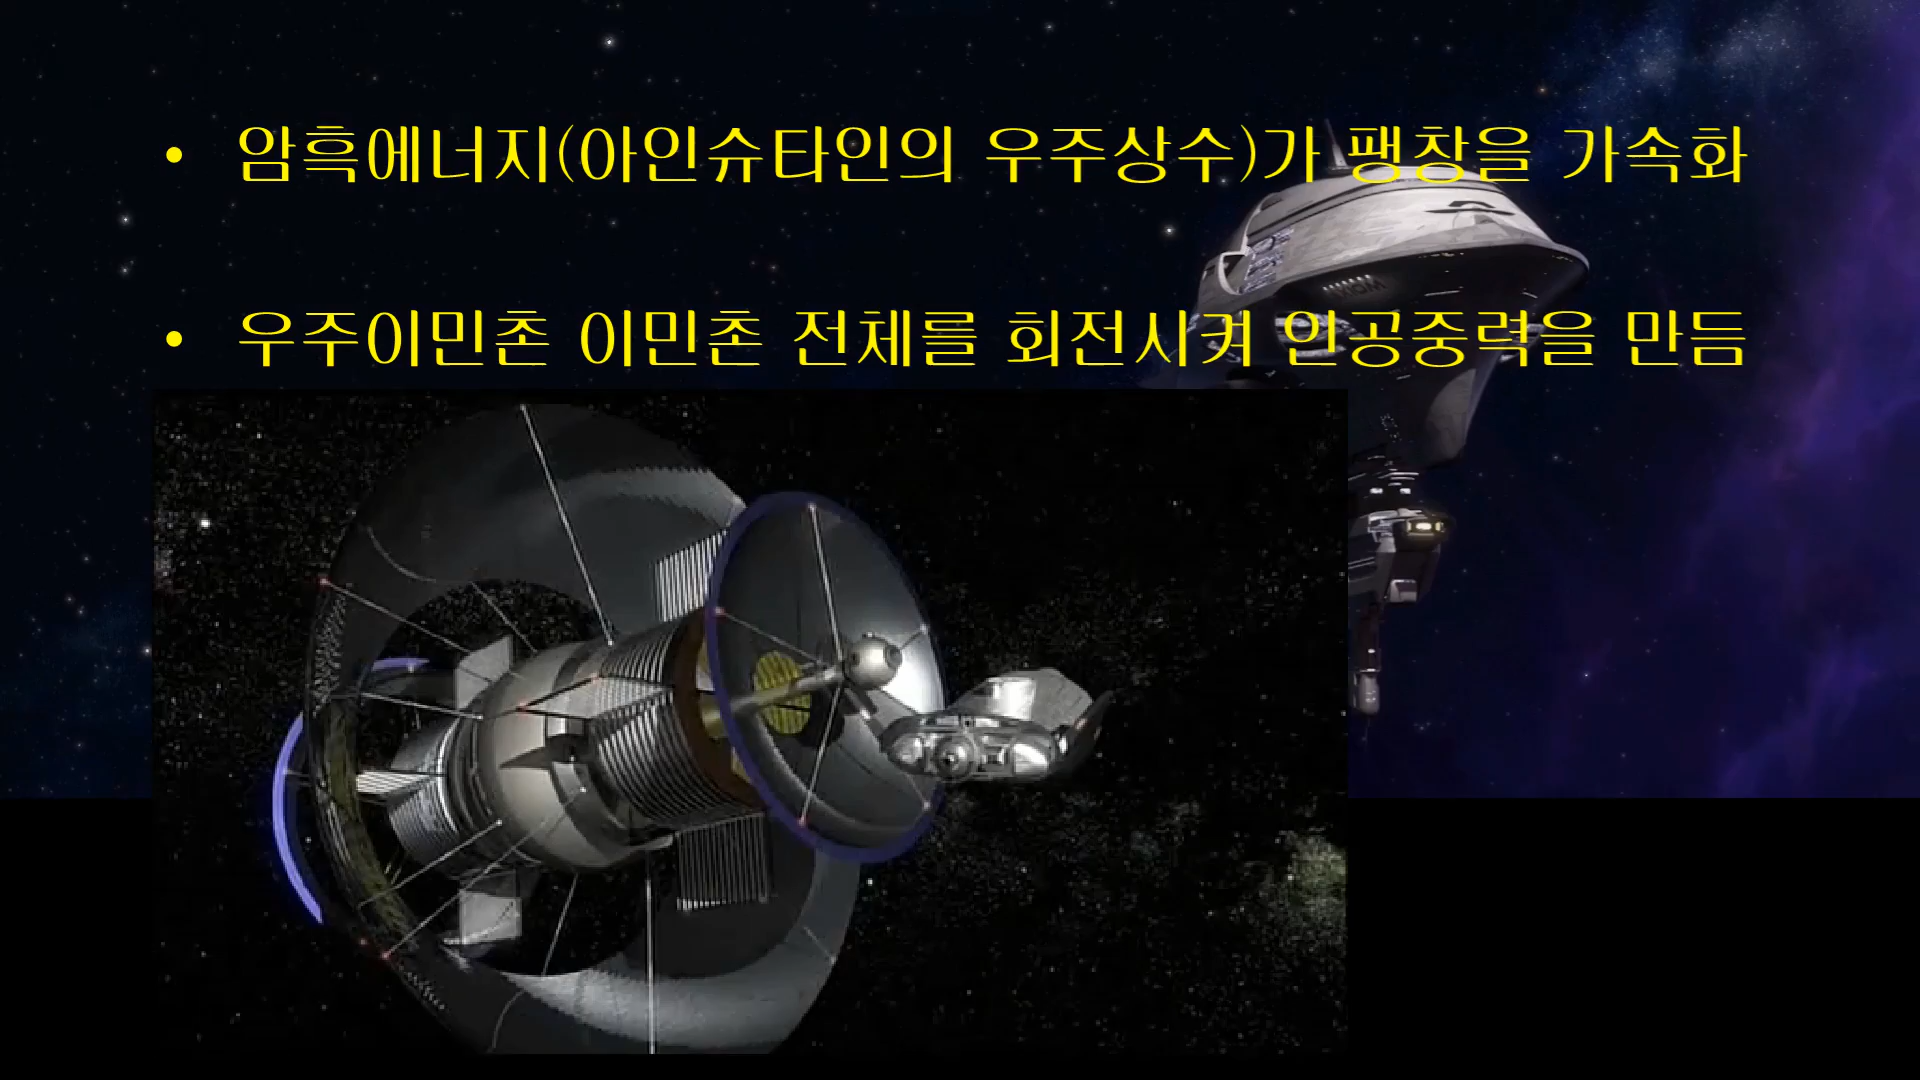 • 암흑에너지(아인슈타인의 우주상수)가 팽창을 가속화
• 우주이민촌 이민촌 전체를 회전시켜 인공중력을 만듬